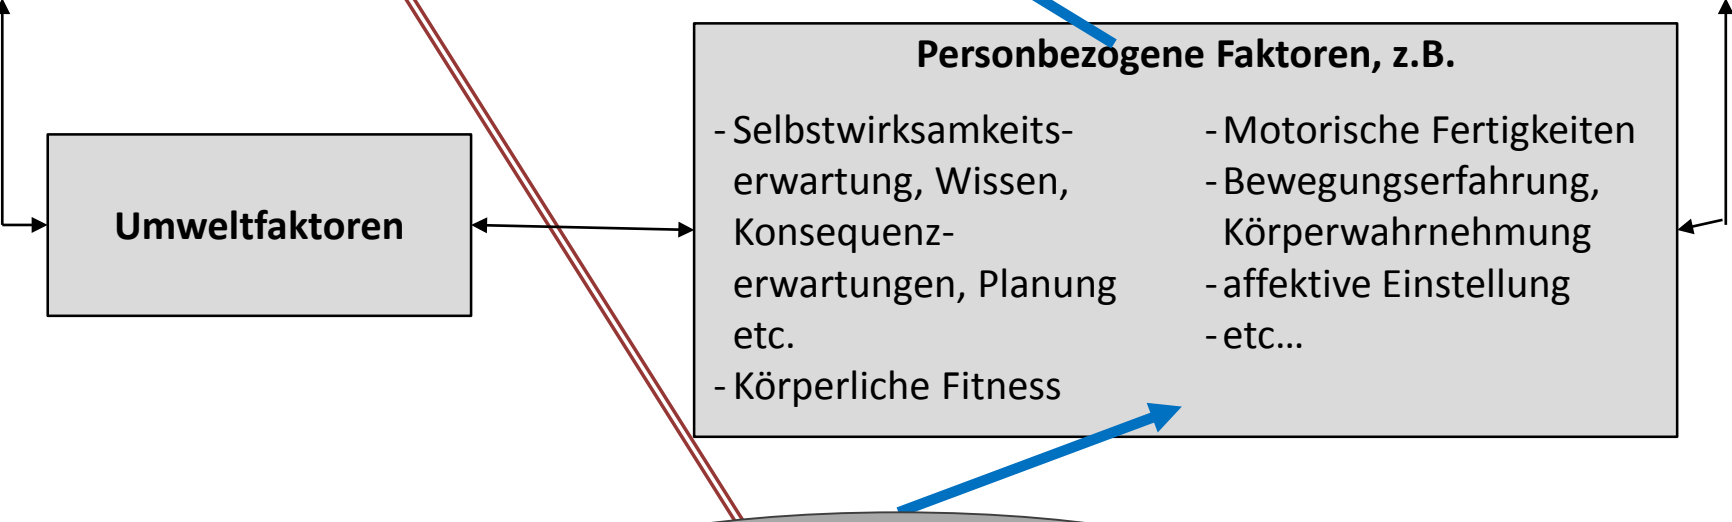 Personbezogene Faktoren, z.B.
- Selbstwirksamkeits-
erwartung, Wissen,
Konsequenz-
erwartungen, Planung
etc.
- Körperliche Fitness
- Motorische Fertigkeiten
- Bewegungserfahrung,
Körperwahrnehmung
- affektive Einstellung
- etc…
Umweltfaktoren